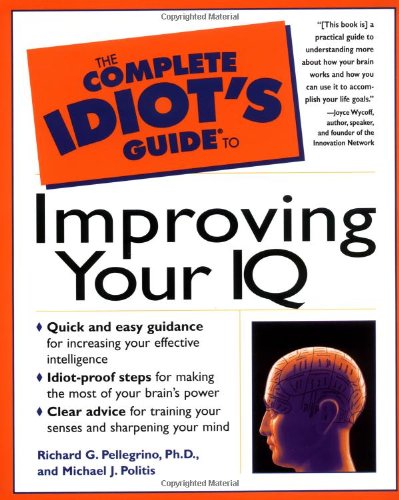 Copyrighted Material
THE
COMPLETE
IDIOT'S
GUIDE® TO
"[This book is] a
practical guide to
understanding more
about how your brain
works and how you
can use it to accom-
plish your life goals."
—Joyce Wycoff,
author, speaker, and
founder of the
Innovation Network
Improving
Your IQ
♦ Quick and easy guidance
for increasing your effective
intelligence
♦ Idiot-proof steps for making
the most of your brain's power
♦ Clear advice for training your
senses and sharpening your mind
Richard G. Pellegrino, Ph.D.,
and Michael J. Politis
Copyrighted Material